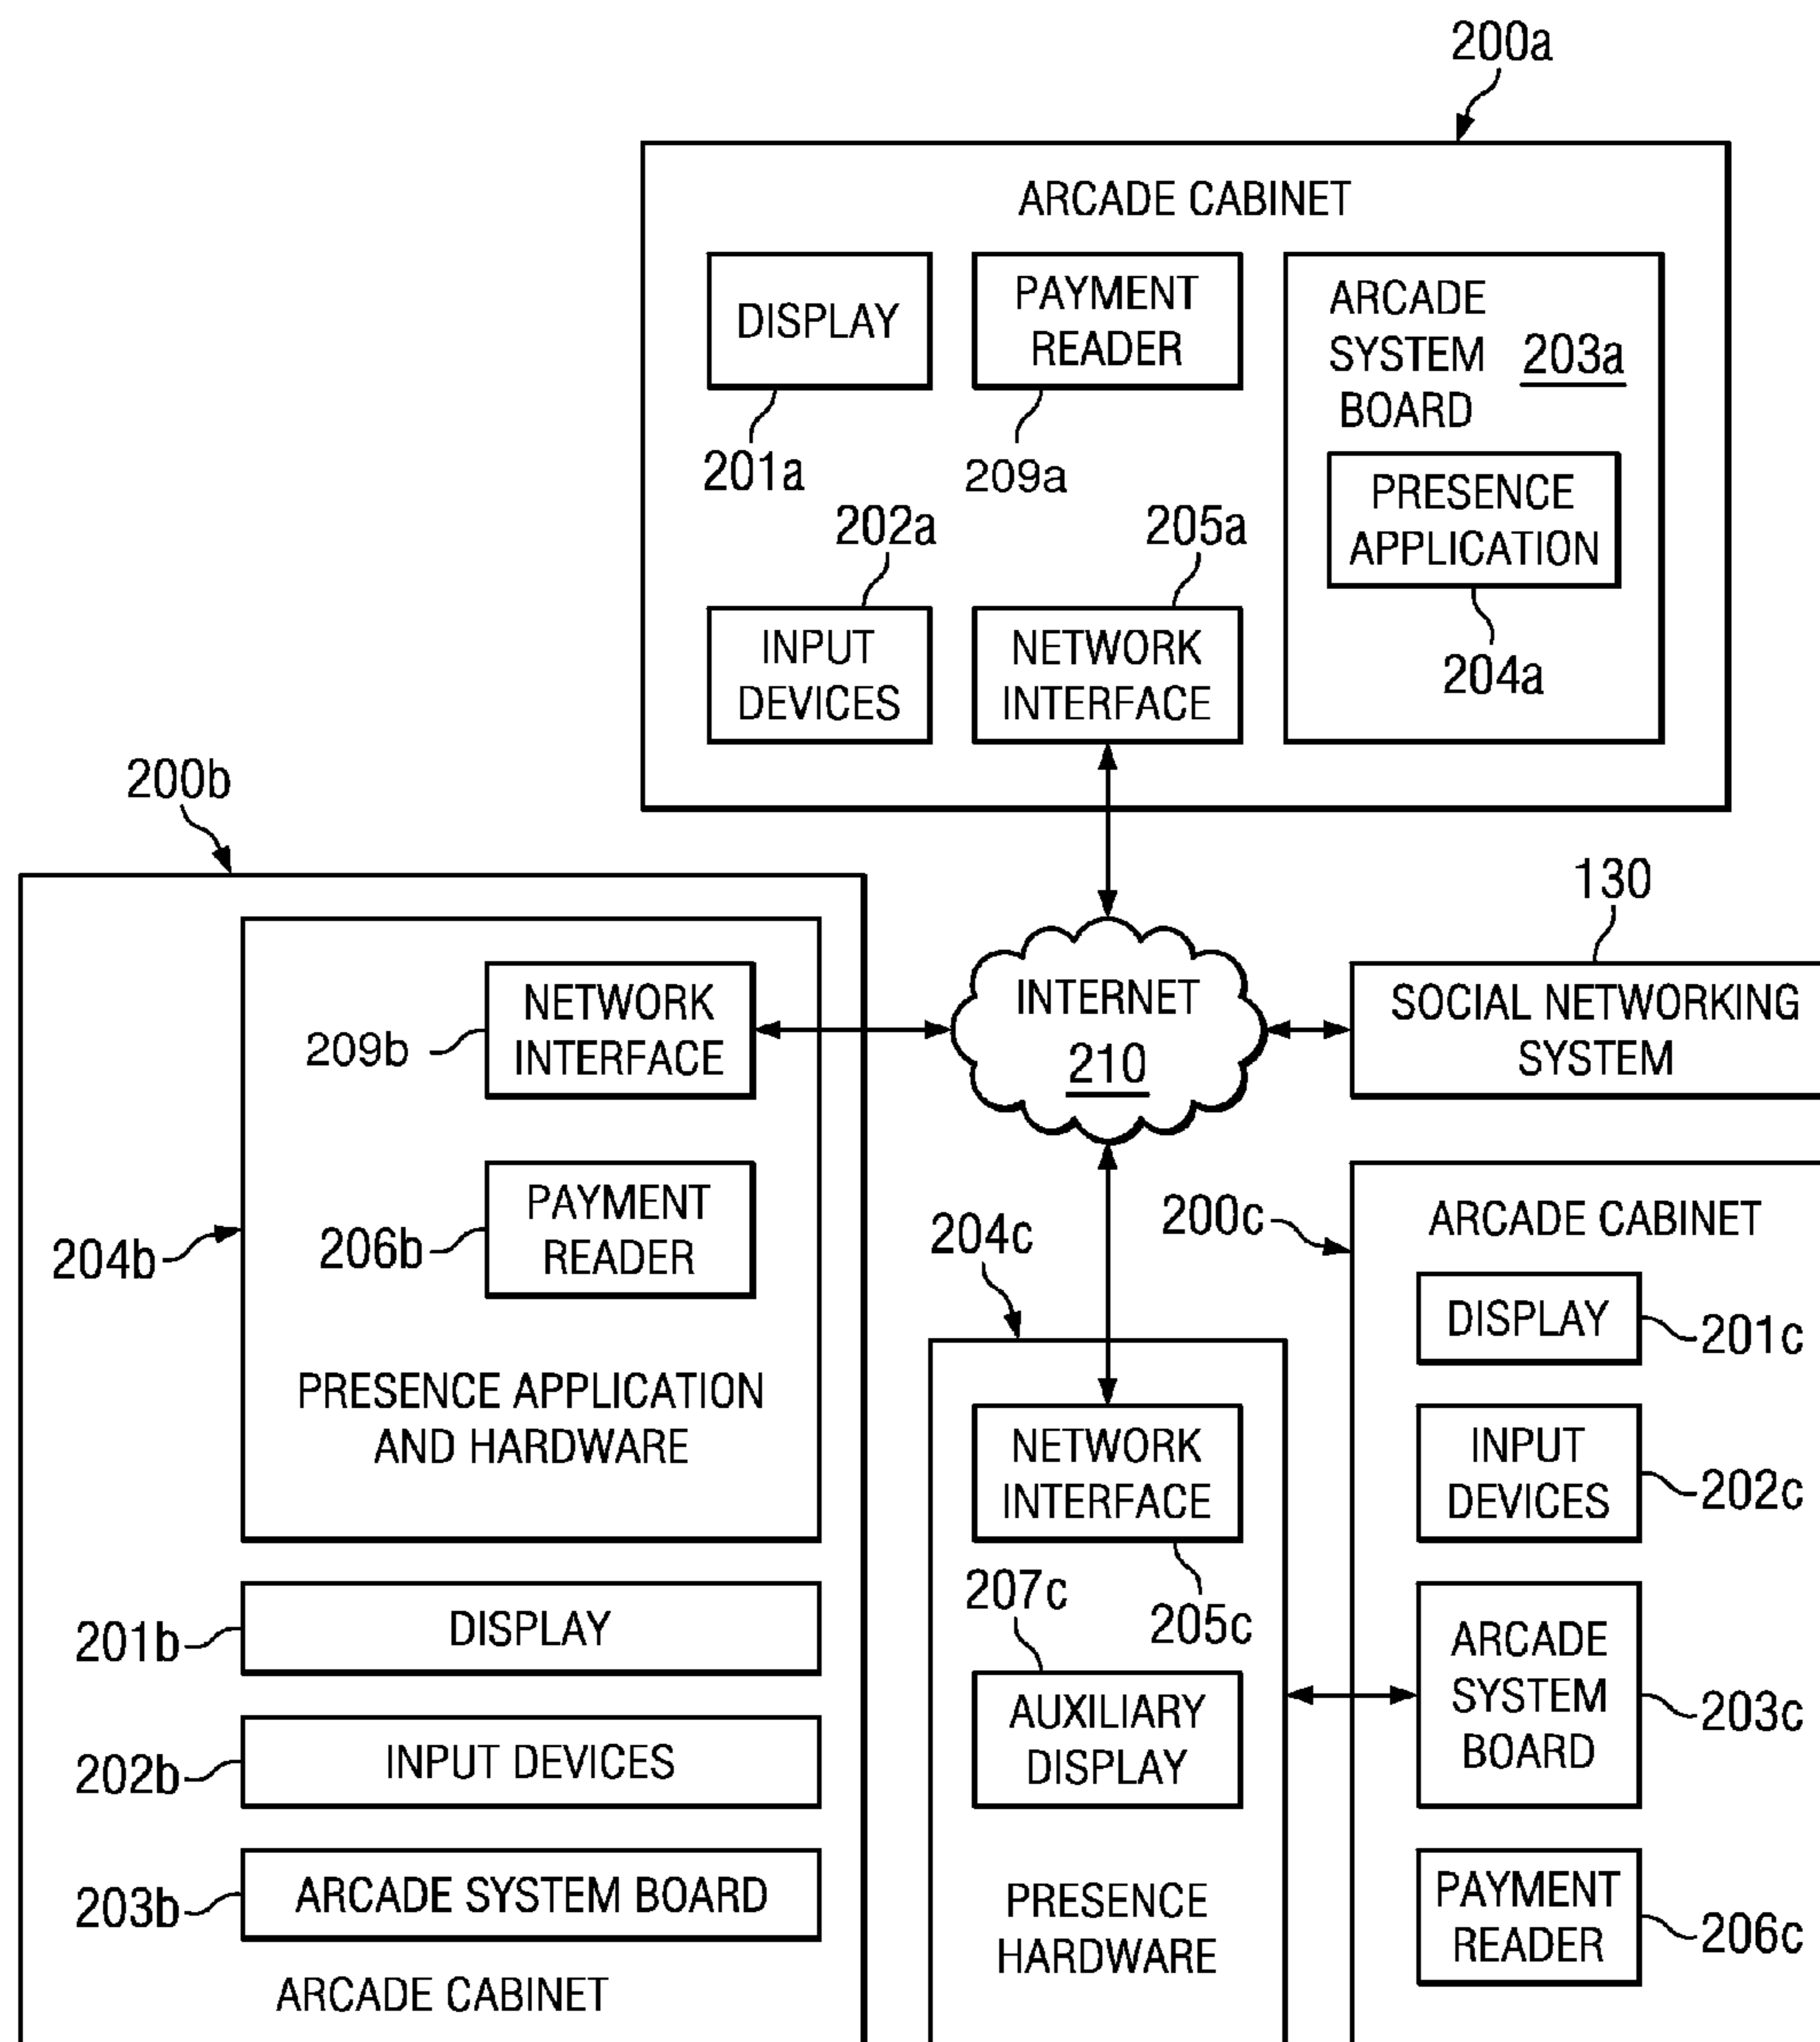 200a
ARCADE CABINET
DISPLAY
201a
PAYMENT
READER
209a
ARCADE
SYSTEM
BOARD
203a
PRESENCE
APPLICATION
204a
202a
INPUT
DEVICES
205a
NETWORK
INTERFACE
200b
NETWORK
INTERFACE
209b
PAYMENT
READER
206b
204b
PRESENCE APPLICATION
AND HARDWARE
DISPLAY
201b
INPUT DEVICES
202b
ARCADE SYSTEM BOARD
203b
ARCADE CABINET
INTERNET
210
130
SOCIAL NETWORKING
SYSTEM
204c
NETWORK
INTERFACE
205c
207c
AUXILIARY
DISPLAY
PRESENCE
HARDWARE
200c
ARCADE CABINET
DISPLAY
201c
INPUT
DEVICES
202c
ARCADE
SYSTEM
BOARD
203c
PAYMENT
READER
206c